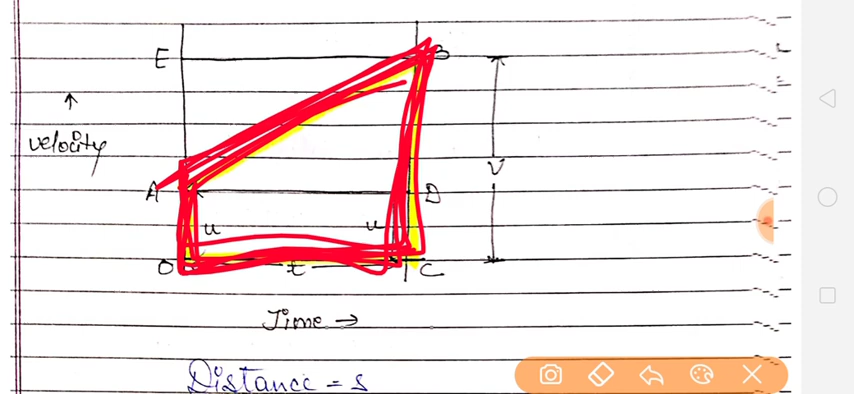 E
B
velocity
V
A
D
u
u
O
t
C
Time →
Distance = s